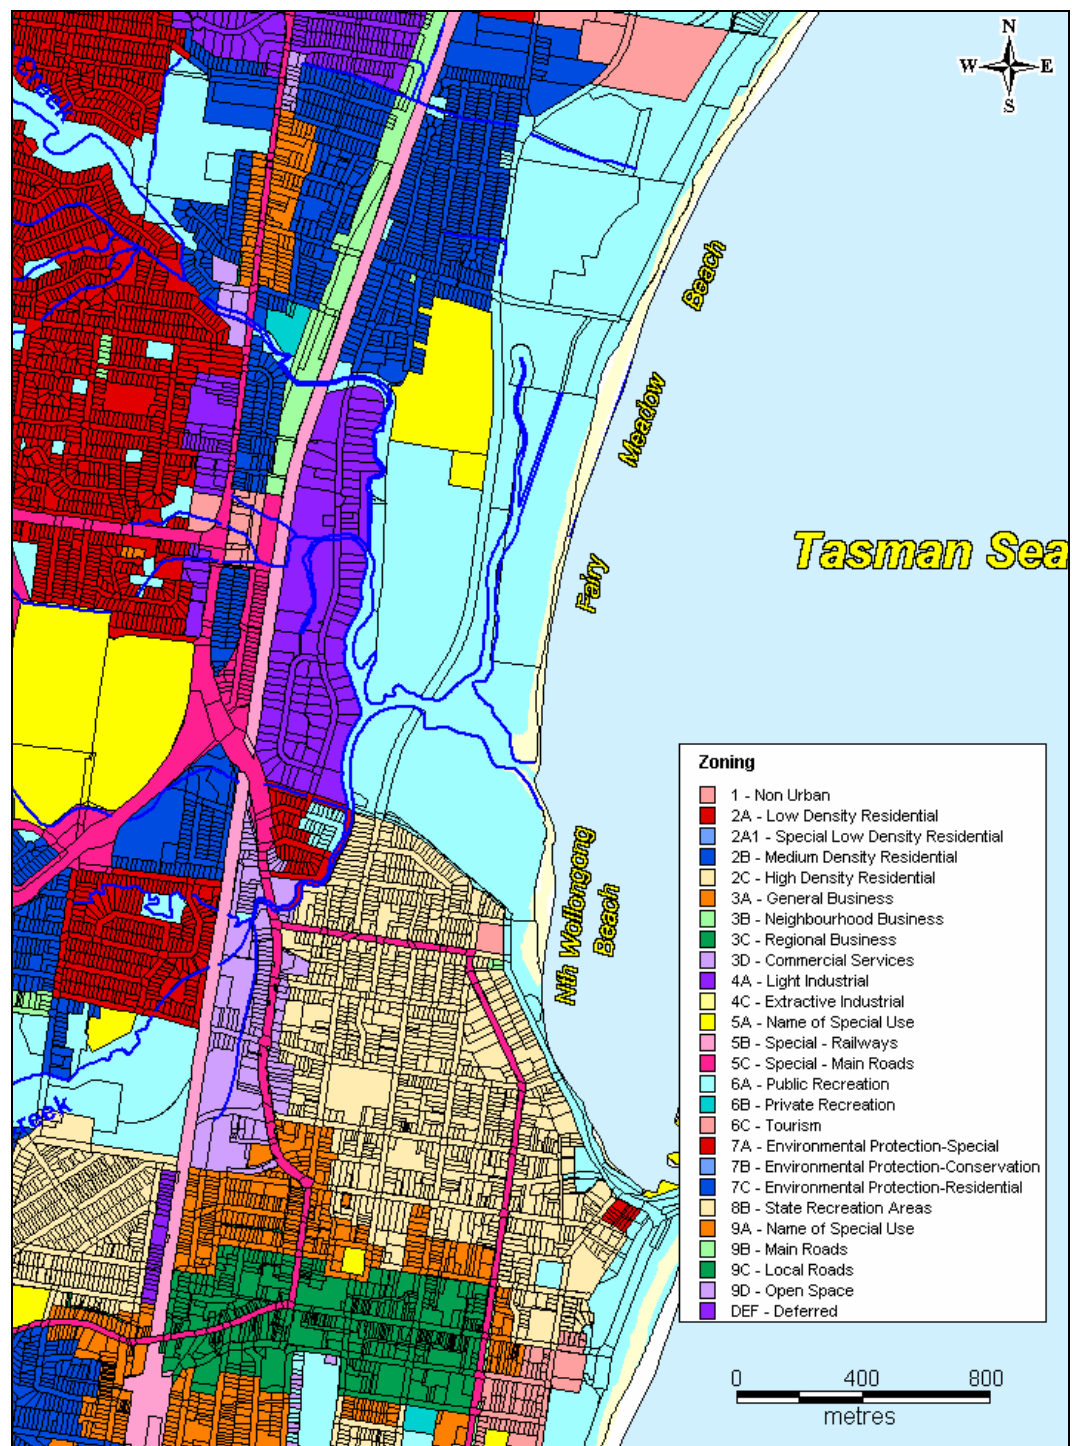 N
W E
S
Creek
Beach
Meadow
Tasman Sea
Fairy
Nth Wollongong
Beach
reek
Zoning
1 - Non Urban
2A - Low Density Residential
2A1 - Special Low Density Residential
2B - Medium Density Residential
2C - High Density Residential
3A - General Business
3B - Neighbourhood Business
3C - Regional Business
3D - Commercial Services
4A - Light Industrial
4C - Extractive Industrial
5A - Name of Special Use
5B - Special - Railways
5C - Special - Main Roads
6A - Public Recreation
6B - Private Recreation
6C - Tourism
7A - Environmental Protection-Special
7B - Environmental Protection-Conservation
7C - Environmental Protection-Residential
8B - State Recreation Areas
9A - Name of Special Use
9B - Main Roads
9C - Local Roads
9D - Open Space
DEF - Deferred
0 400 800
metres